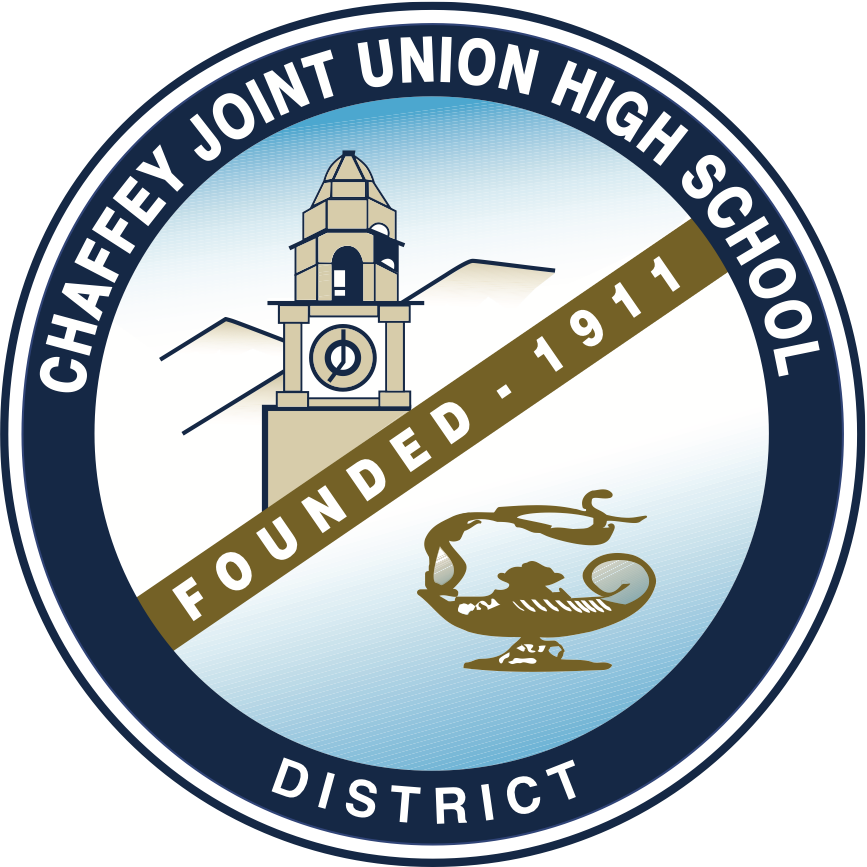 CHAFFEY JOINT UNION HIGH SCHOOL
FOUNDED - 1911
DISTRICT